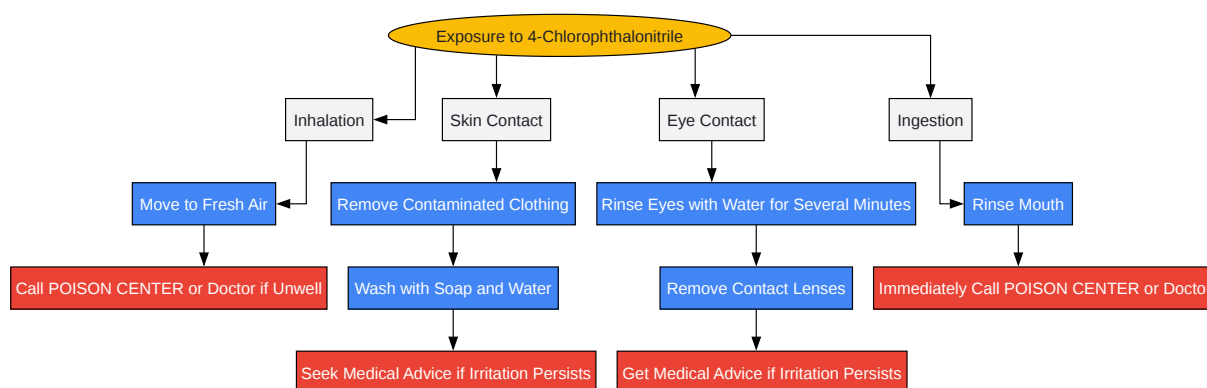 Exposure to 4-Chlorophthalonitrile
Inhalation
Skin Contact
Eye Contact
Ingestion
Move to Fresh Air
Remove Contaminated Clothing
Rinse Eyes with Water for Several Minutes
Rinse Mouth
Call POISON CENTER or Doctor if Unwell
Wash with Soap and Water
Remove Contact Lenses
Immediately Call POISON CENTER or Docto
Seek Medical Advice if Irritation Persists
Get Medical Advice if Irritation Persists